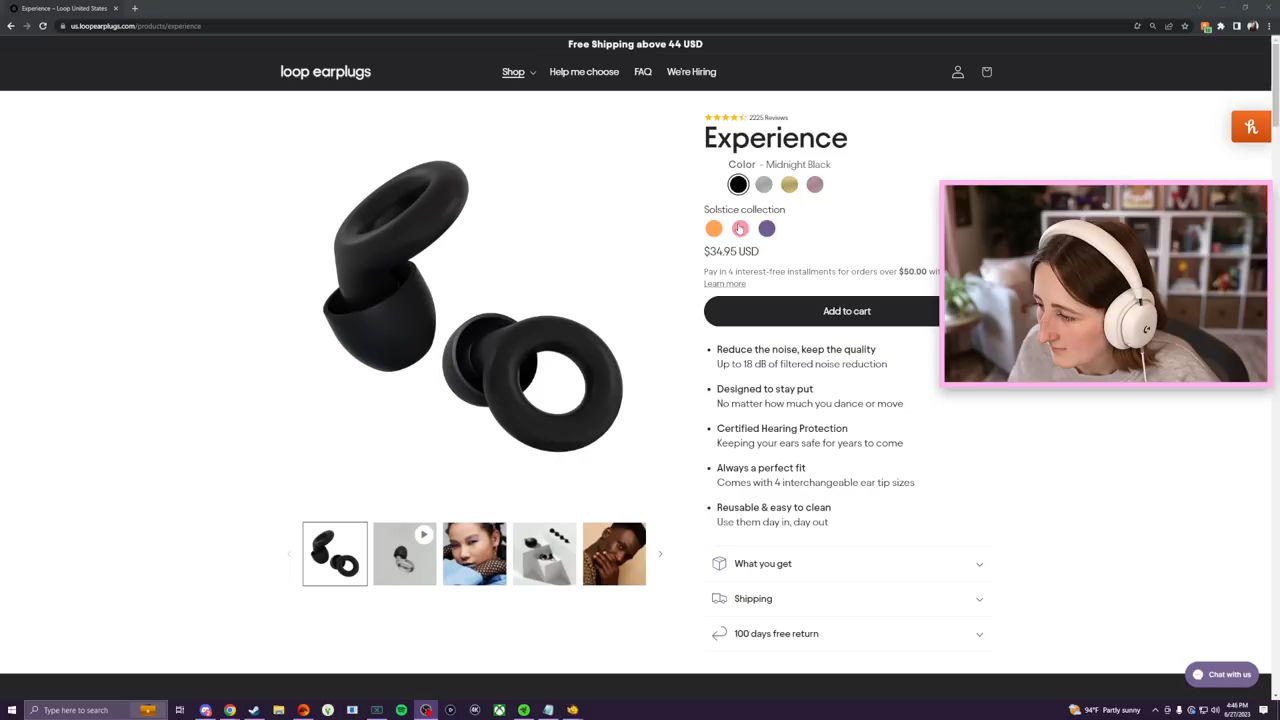 Experience – Loop United States
us.loopearplugs.com/products/experience
Free Shipping above 44 USD
loop earplugs
Shop
Help me choose
FAQ
We're Hiring
2225 Reviews
Experience
Color - Midnight Black
Solstice collection
$34.95 USD
Pay in 4 interest-free installments for orders over $50.00 wit
Learn more
Add to cart
Reduce the noise, keep the quality
Up to 18 dB of filtered noise reduction
Designed to stay put
No matter how much you dance or move
Certified Hearing Protection
Keeping your ears safe for years to come
Always a perfect fit
Comes with 4 interchangeable ear tip sizes
Reusable & easy to clean
Use them day in, day out
What you get
Shipping
100 days free return
Chat with us
Type here to search
94°F Partly sunny
4:46 PM
6/27/2023